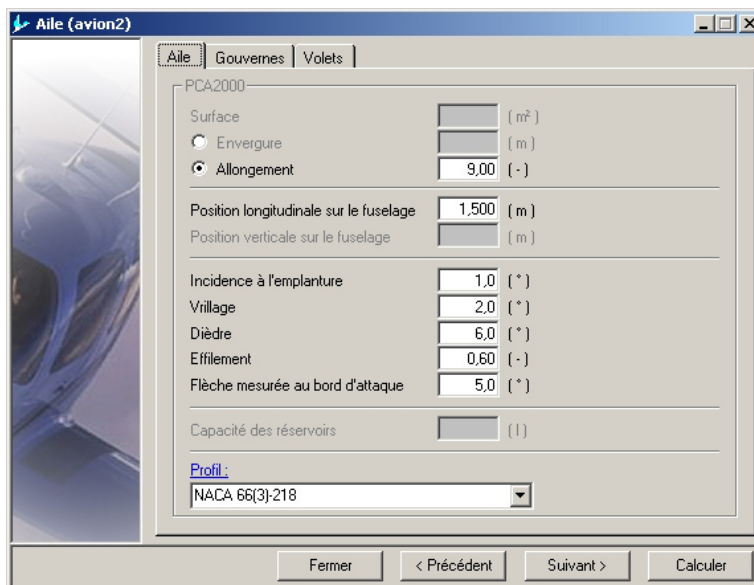 Aile (avion2)
Aile Gouvernes Volets
PCA2000
Surface (m²)
Envergure (m)
Allongement 9,00 (-)
Position longitudinale sur le fuselage 1,500 (m)
Position verticale sur le fuselage (m)
Incidence à l'emplanture 1,0 (°)
Vrillage 2,0 (°)
Dièdre 6,0 (°)
Effilement 0,60 (-)
Flèche mesurée au bord d'attaque 5,0 (°)
Capacité des réservoirs (l)
Profil :
NACA 66(3)-218
Fermer < Précédent Suivant > Calculer